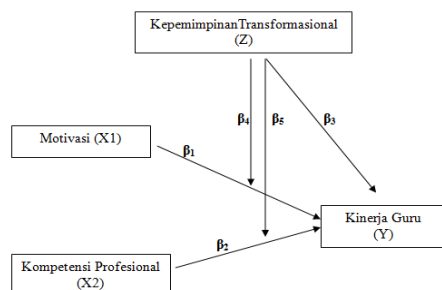 KepemimpinanTransformasional
(Z)
β4
β5
β3
Motivasi (X1)
β1
Kinerja Guru
(Y)
β2
Kompetensi Profesional
(X2)